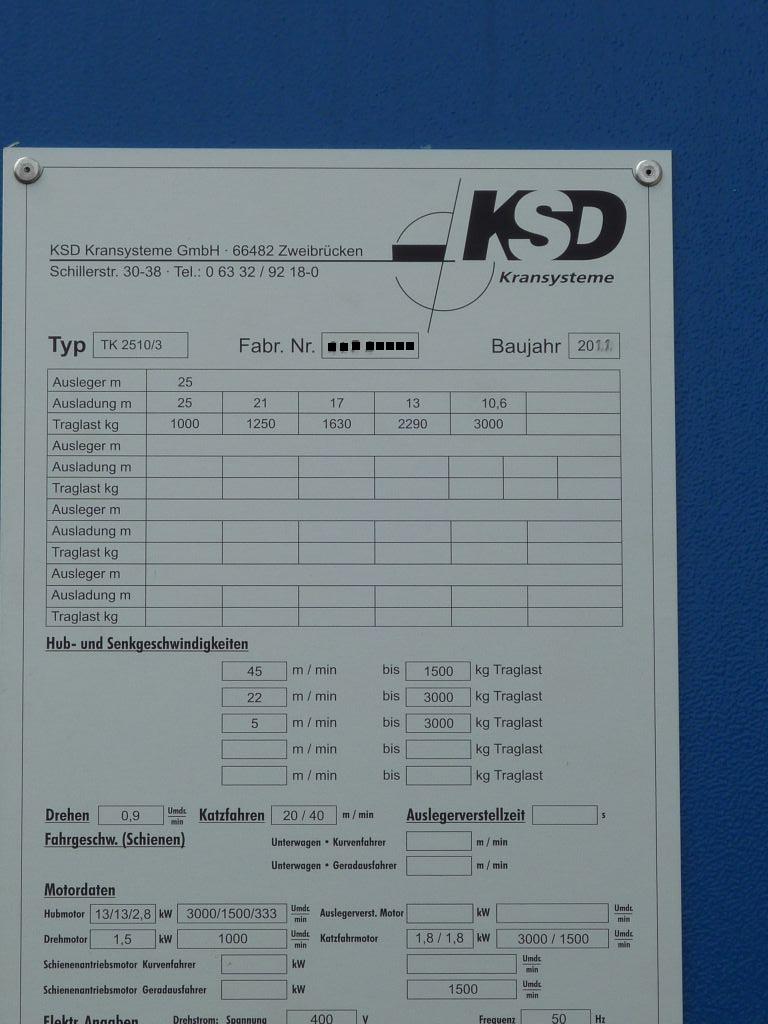 KSD
Kransysteme
KSD Kransysteme GmbH · 66482 Zweibrücken
Schillerstr. 30-38 · Tel.: 0 63 32 / 92 18-0
Typ TK 2510/3 Fabr. Nr. Baujahr 2011
Ausleger m 25
Ausladung m 25 21 17 13 10,6
Traglast kg 1000 1250 1630 2290 3000
Ausleger m
Ausladung m
Traglast kg
Ausleger m
Ausladung m
Traglast kg
Ausleger m
Ausladung m
Traglast kg
Hub- und Senkgeschwindigkeiten
45 m / min bis 1500 kg Traglast
22 m / min bis 3000 kg Traglast
5 m / min bis 3000 kg Traglast
m / min bis kg Traglast
m / min bis kg Traglast
Drehen 0,9 Umdr. min Katzfahren 20 / 40 m / min Auslegerverstellzeit s
Fahrgeschw. (Schienen) Unterwagen • Kurvenfahrer m / min
Unterwagen • Geradausfahrer m / min
Motordaten
Hubmotor 13/13/2,8 kW 3000/1500/333 Umdr. min Auslegerverst. Motor kW Umdr. min
Drehmotor 1,5 kW 1000 Umdr. min Katzfahrmotor 1,8 / 1,8 kW 3000 / 1500 Umdr. min
Schienenantriebsmotor Kurvenfahrer kW Umdr. min
Schienenantriebsmotor Geradausfahrer kW 1500 Umdr. min
Elektr. Angaben Drehstrom: Spannung 400 V Frequenz 50 Hz